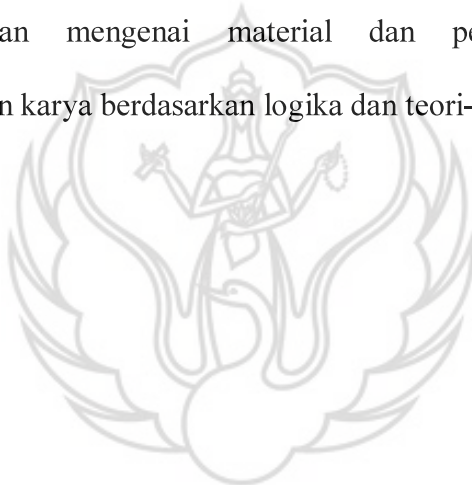 an mengenai material dan pe
n karya berdasarkan logika dan teori-